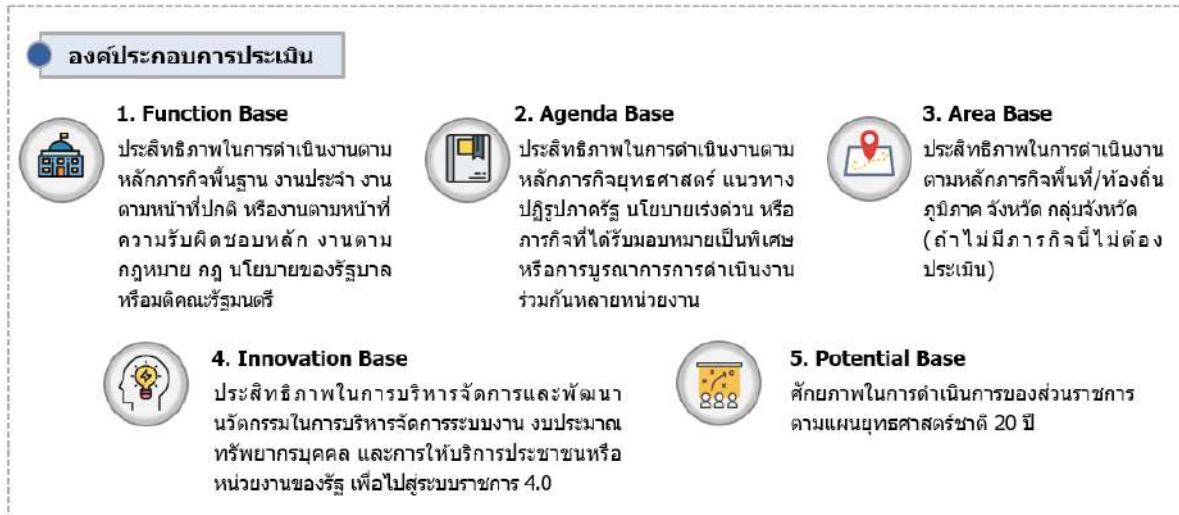 องค์ประกอบการประเมิน
1. Function Base
ประสิทธิภาพในการดำเนินงานตาม
หลักภารกิจพื้นฐาน งานประจำ งาน
ตามหน้าที่ปกติ หรืองานตามหน้าที่
ความรับผิดชอบหลัก งานตาม
กฎหมาย กฎ นโยบายของรัฐบาล
หรือมติคณะรัฐมนตรี
2. Agenda Base
ประสิทธิภาพในการดำเนินงานตาม
หลักภารกิจยุทธศาสตร์ แนวทาง
ปฏิรูปภาครัฐ นโยบายเร่งด่วน หรือ
ภารกิจที่ได้รับมอบหมายเป็นพิเศษ
หรือการบูรณาการการดำเนินงาน
ร่วมกันหลายหน่วยงาน
3. Area Base
ประสิทธิภาพในการดำเนินงาน
ตามหลักภารกิจพื้นที่/ท้องถิ่น
ภูมิภาค จังหวัด กลุ่มจังหวัด
(ถ้าไม่มีภารกิจนี้ไม่ต้อง
ประเมิน)
4. Innovation Base
ประสิทธิภาพในการบริหารจัดการและพัฒนา
นวัตกรรมในการบริหารจัดการระบบงาน งบประมาณ
ทรัพยากรบุคคล และการให้บริการประชาชนหรือ
หน่วยงานของรัฐ เพื่อไปสู่ระบบราชการ 4.0
5. Potential Base
ศักยภาพในการดำเนินการของส่วนราชการ
ตามแผนยุทธศาสตร์ชาติ 20 ปี